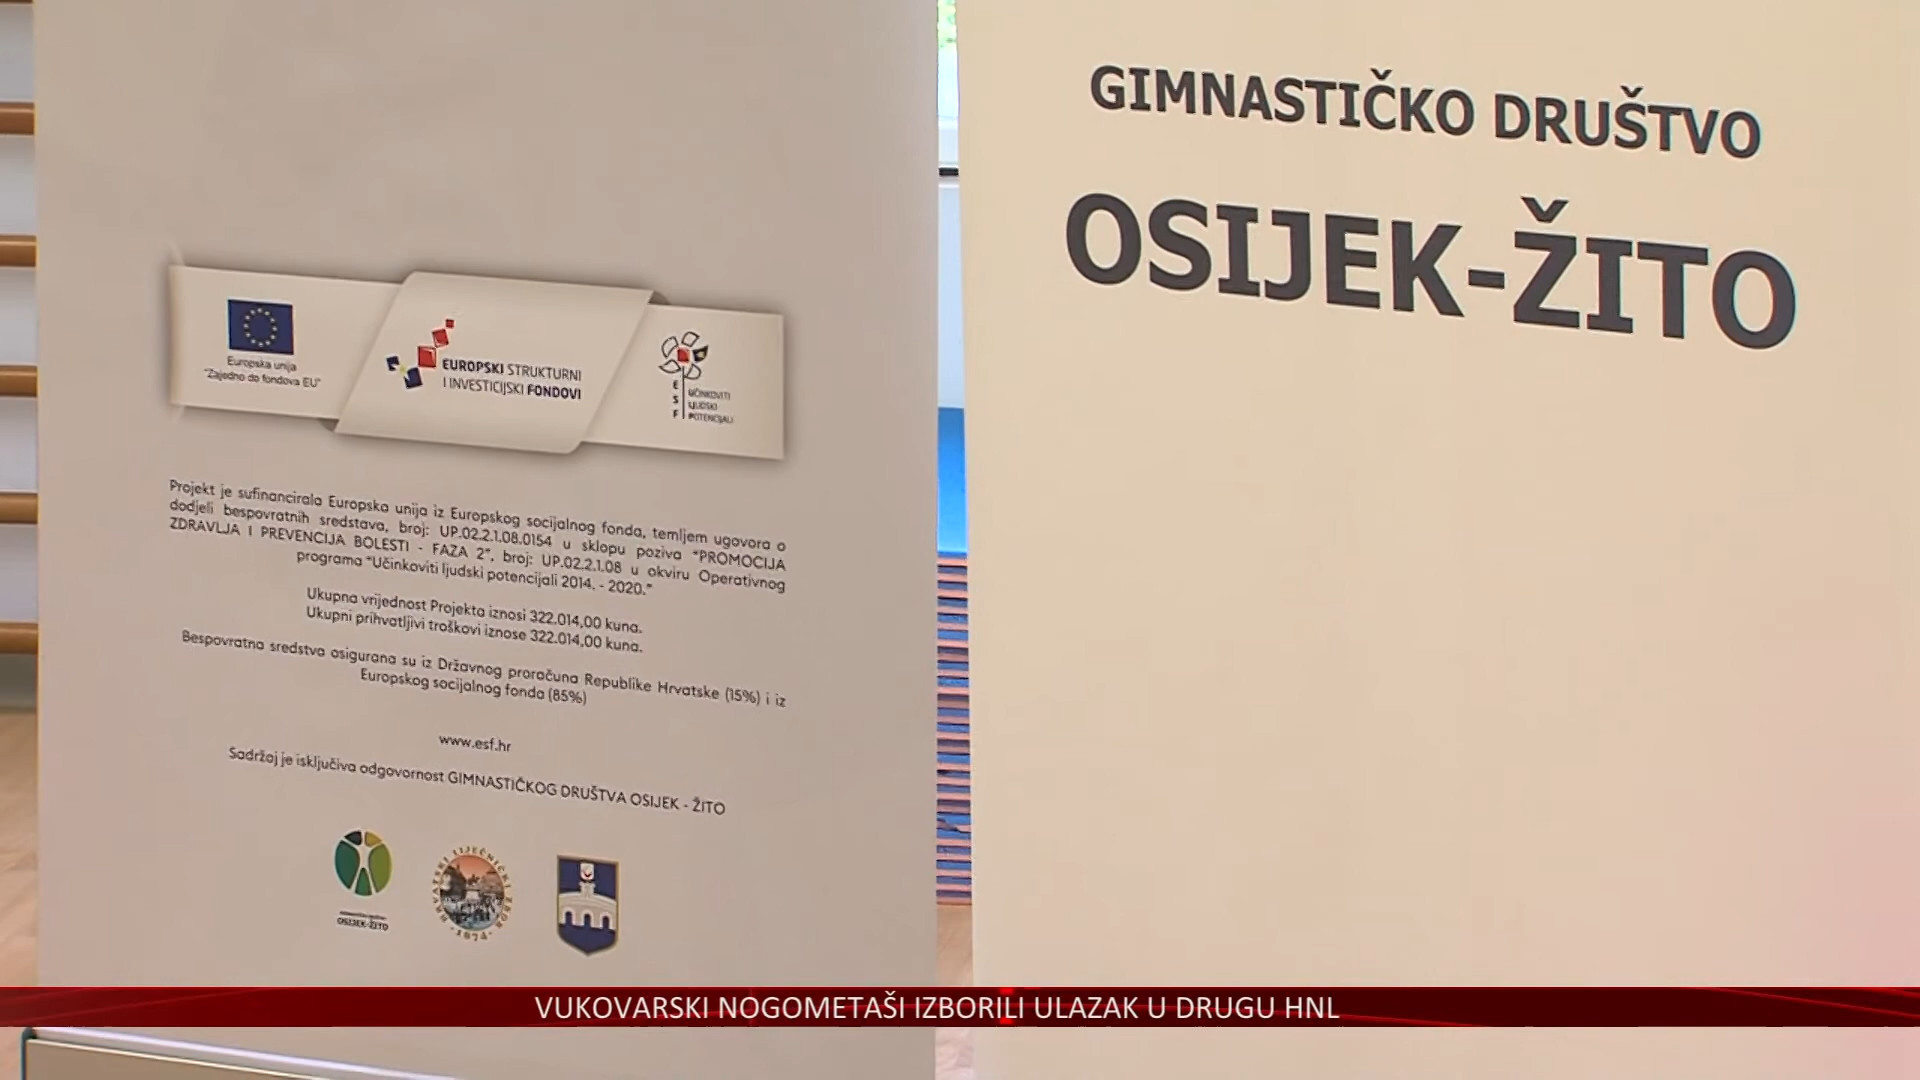 Europska unija
"Zajedno do fondova EU"
EUROPSKI STRUKTURNI
I INVESTICIJSKI FONDOVI
E
S
F
UČINKOVITI
LJUDSKI
POTENCIJALI
Projekt je sufinancirala Europska unija iz Europskog socijalnog fonda, temljem ugovora o
dodjeli bespovratnih sredstava, broj: UP.02.2.1.08.0154 u sklopu poziva "PROMOCIJA
ZDRAVLJA I PREVENCIJA BOLESTI - FAZA 2", broj: UP.02.2.1.08 u okviru Operativnog
programa "Učinkoviti ljudski potencijali 2014. - 2020."
Ukupna vrijednost Projekta iznosi 322.014,00 kuna.
Ukupni prihvatljivi troškovi iznose 322.014,00 kuna.
Bespovratna sredstva osigurana su iz Državnog proračuna Republike Hrvatske (15%) i iz
Europskog socijalnog fonda (85%)
www.esf.hr
Sadržaj je isključiva odgovornost GIMNASTIČKOG DRUŠTVA OSIJEK - ŽITO
OSIJEK-ŽITO
HRVATSKI LIJEČNIČKI ZBOR
1874
GIMNASTIČKO DRUŠTVO
OSIJEK-ŽITO
VUKOVARSKI NOGOMETAŠI IZBORILI ULAZAK U DRUGU HNL